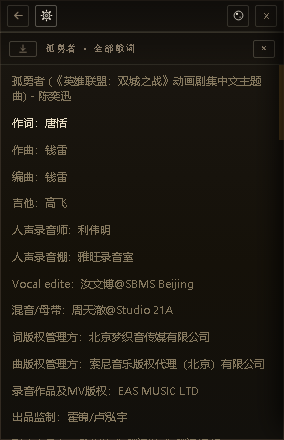 孤勇者 · 全部歌词
孤勇者 (《英雄联盟：双城之战》动画剧集中文主题
曲) - 陈奕迅
作词：唐恬
作曲：钱雷
编曲：钱雷
吉他：高飞
人声录音师：利伟明
人声录音棚：雅旺录音室
Vocal edite：汝文博@SBMS Beijing
混音/母带：周天澈@Studio 21A
词版权管理方：北京梦织音传媒有限公司
曲版权管理方：索尼音乐版权代理（北京）有限公司
录音作品及MV版权：EAS MUSIC LTD
出品监制：霍锦/卢泓宇